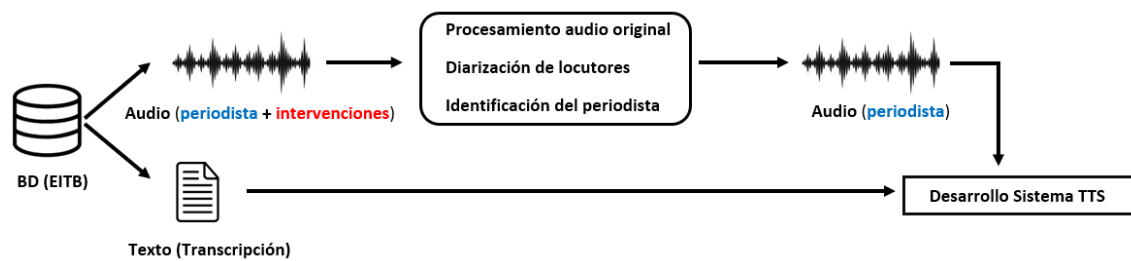 Procesamiento audio original
Diarización de locutores
Identificación del periodista
Audio (periodista + intervenciones)
Audio (periodista)
BD (EITB)
Desarrollo Sistema TTS
Texto (Transcripción)